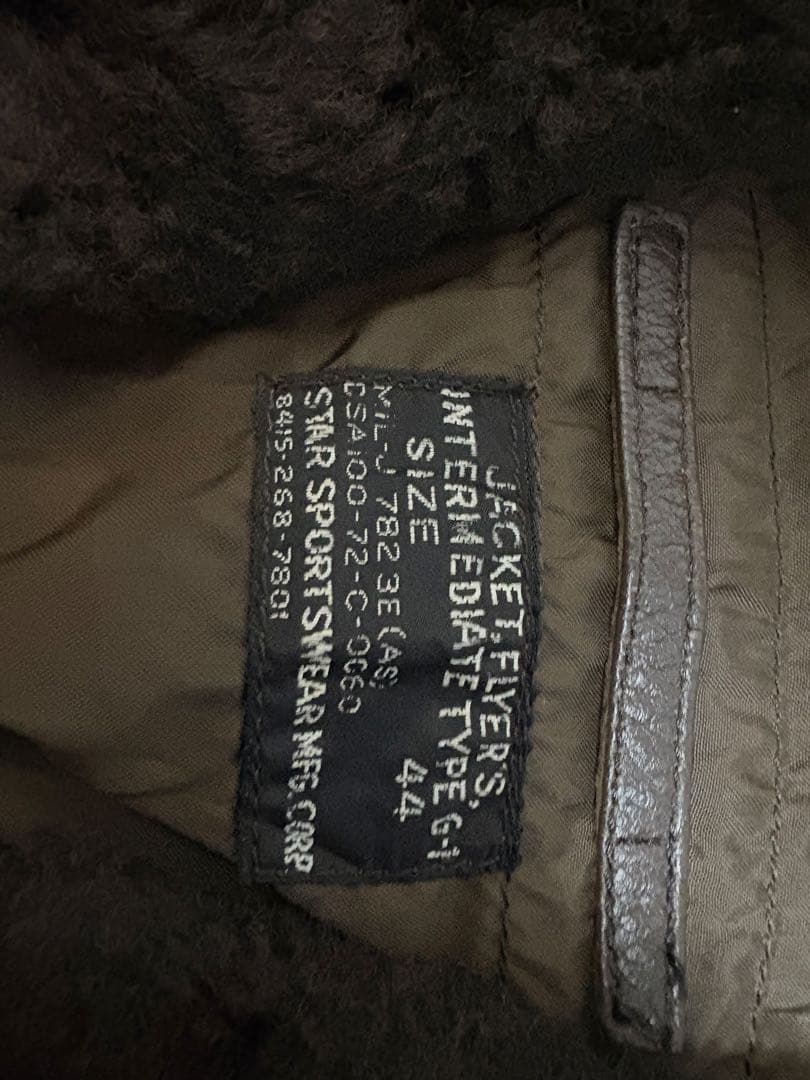 JACKET, FLYER'S,
INTERMEDIATE TYPE G-1
SIZE 44
MIL-J 7823E (AS)
DSA100-72-C-0660
STAR SPORTSWEAR MFG. CORP.
8415-268-7801